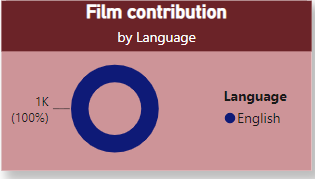 Film contribution
by Language
1K
(100%)
Language
English